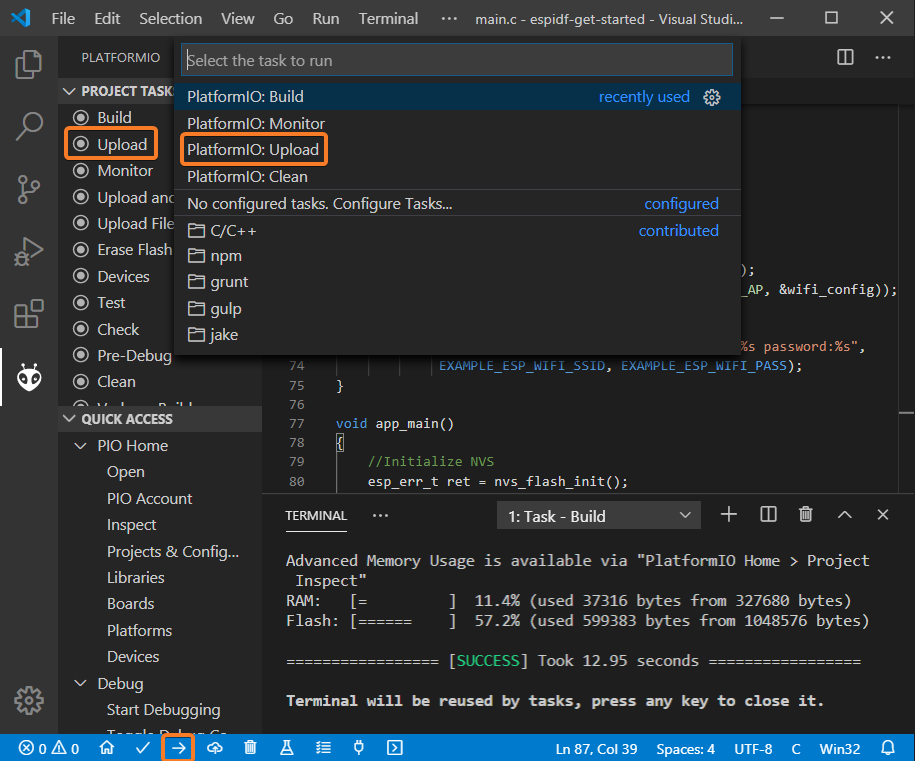 File Edit Selection View Go Run Terminal ··· main.c - espidf-get-started - Visual Studi...
PLATFORMIO
Select the task to run
PROJECT TASK
PlatformIO: Build recently used
PlatformIO: Monitor
PlatformIO: Upload
PlatformIO: Clean
No configured tasks. Configure Tasks... configured
C/C++ contributed
npm
grunt
gulp
jake
Build
Upload
Monitor
Upload and
Upload File
Erase Flash
Devices
Test
Check
Pre-Debug
Clean
QUICK ACCESS
PIO Home
Open
PIO Account
Inspect
Projects & Config...
Libraries
Boards
Platforms
Devices
Debug
Start Debugging
);
_AP, &wifi_config));
%s password:%s",
74 EXAMPLE_ESP_WIFI_SSID, EXAMPLE_ESP_WIFI_PASS);
75 }
76
77 void app_main()
78 {
79 //Initialize NVS
80 esp_err_t ret = nvs_flash_init();
TERMINAL ··· 1: Task - Build
Advanced Memory Usage is available via "PlatformIO Home > Project
Inspect"
RAM: [= ] 11.4% (used 37316 bytes from 327680 bytes)
Flash: [====== ] 57.2% (used 599383 bytes from 1048576 bytes)
================= [SUCCESS] Took 12.95 seconds =================
Terminal will be reused by tasks, press any key to close it.
0 0 Ln 87, Col 39 Spaces: 4 UTF-8 C Win32